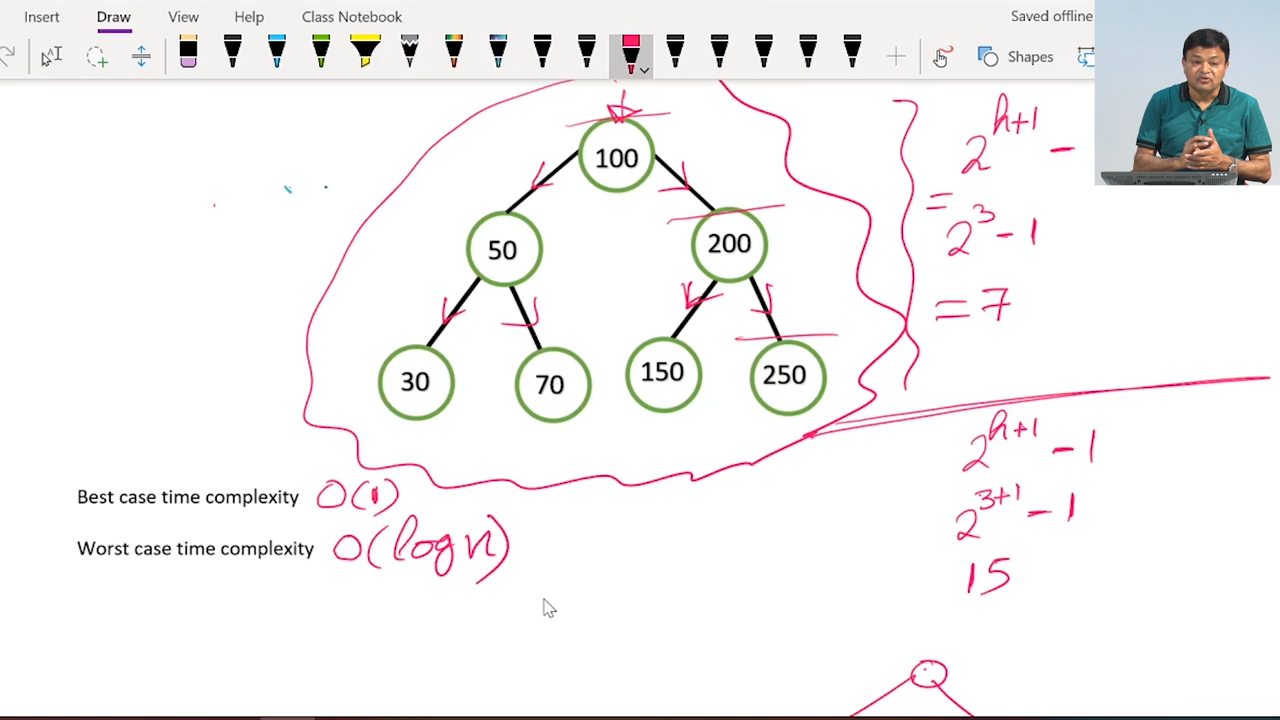 Insert Draw View Help Class Notebook Saved offline
Shapes
100
50 200
30 70 150 250
2^{h+1} -
= 2^3 - 1
= 7
2^{h+1} - 1
2^{3+1} - 1
15
Best case time complexity O(1)
Worst case time complexity O(log n)